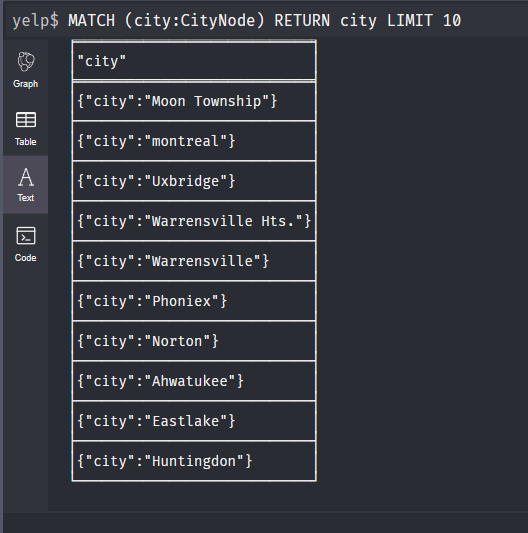 yelp$ MATCH (city:CityNode) RETURN city LIMIT 10
"city"
Graph
{"city":"Moon Township"}
Table
{"city":"montreal"}
Text
{"city":"Uxbridge"}
{"city":"Warrensville Hts."}
Code
{"city":"Warrensville"}
{"city":"Phoniex"}
{"city":"Norton"}
{"city":"Ahwatukee"}
{"city":"Eastlake"}
{"city":"Huntingdon"}